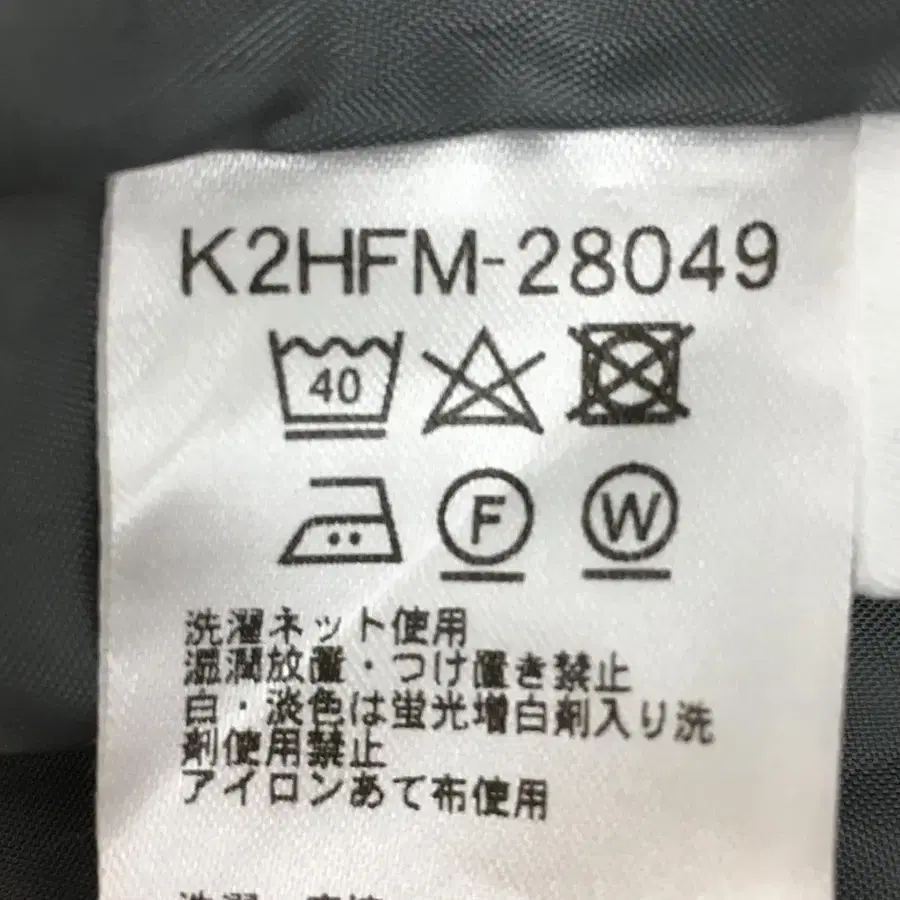 K2HFM-28049
40
F W
洗濯ネット使用
湿潤放置・つけ置き禁止
白・淡色は蛍光増白剤入り洗
剤使用禁止
アイロンあて布使用